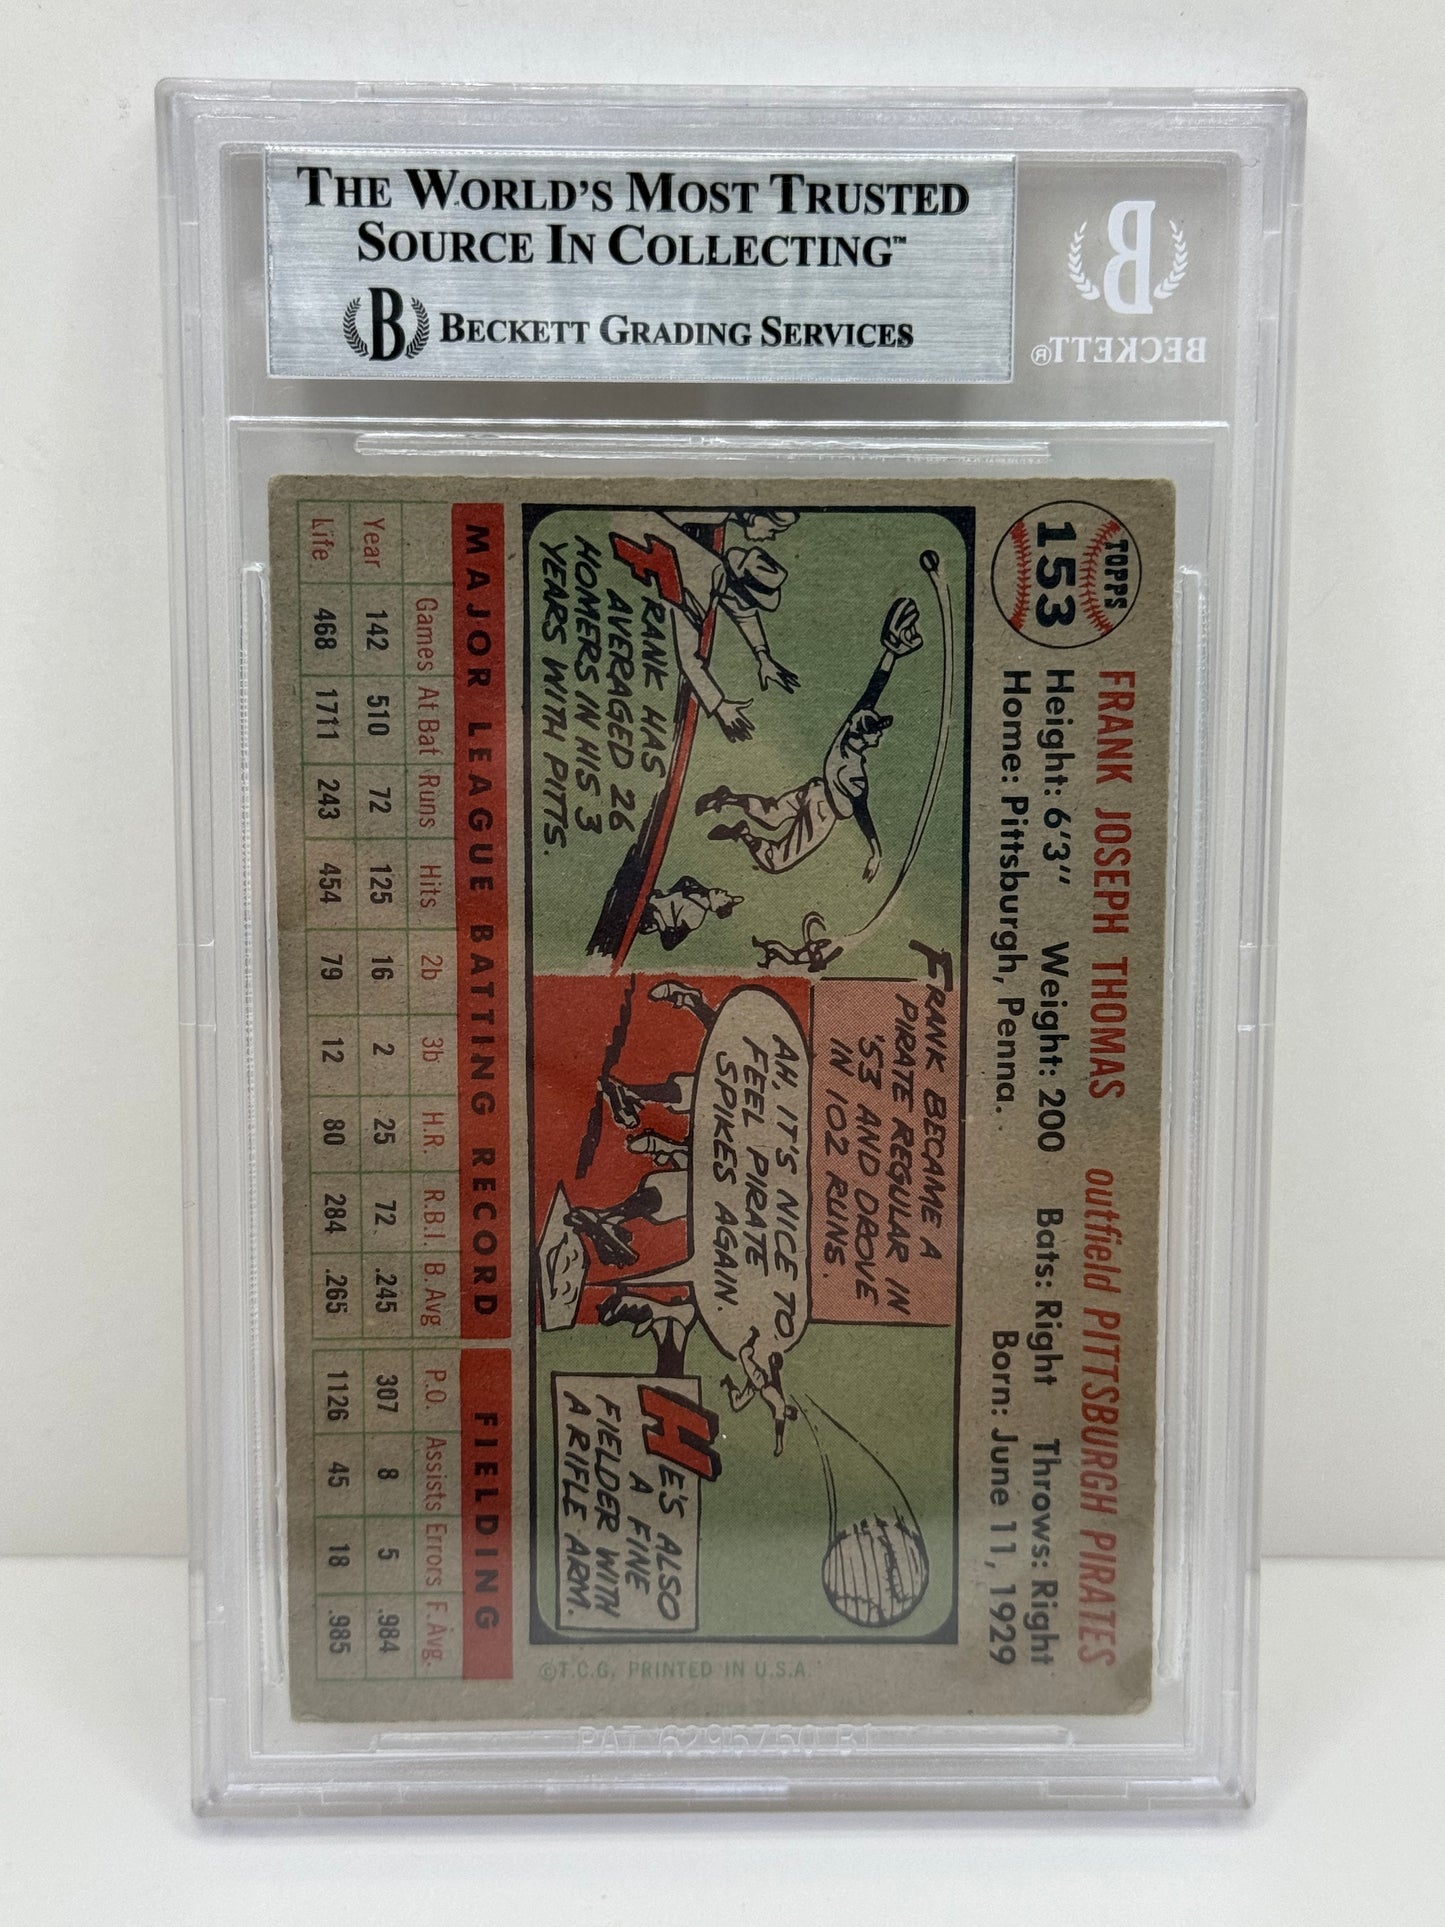 THE WORLD'S MOST TRUSTED
SOURCE IN COLLECTING™
B BECKETT GRADING SERVICES
B
BECKETT®
TOPPS
153
FRANK JOSEPH THOMAS outfield PITTSBURGH PIRATES
Height: 6'3" Weight: 200 Bats: Right Throws: Right
Home: Pittsburgh, Penna. Born: June 11, 1929
FRANK HAS
AVERAGED 26
HOMERS IN HIS 3
YEARS WITH PITTS.
FRANK BECAME A
PIRATE REGULAR IN
'53 AND DROVE
IN 102 RUNS.
AH, IT'S NICE TO
FEEL PIRATE
SPIKES AGAIN.
HE'S ALSO
A FINE
FIELDER WITH
A RIFLE ARM.
MAJOR LEAGUE BATTING RECORD FIELDING
Games At Bat Runs Hits 2b 3b H.R. R.B.I. B.Avg P.O. Assists Errors F.Avg.
Year 142 510 72 125 16 2 25 72 .245 307 8 5 .984
Life 468 1711 243 454 79 12 80 284 .265 1126 45 18 .985
©T.C.G. PRINTED IN U.S.A.
PAT 6295750 B1